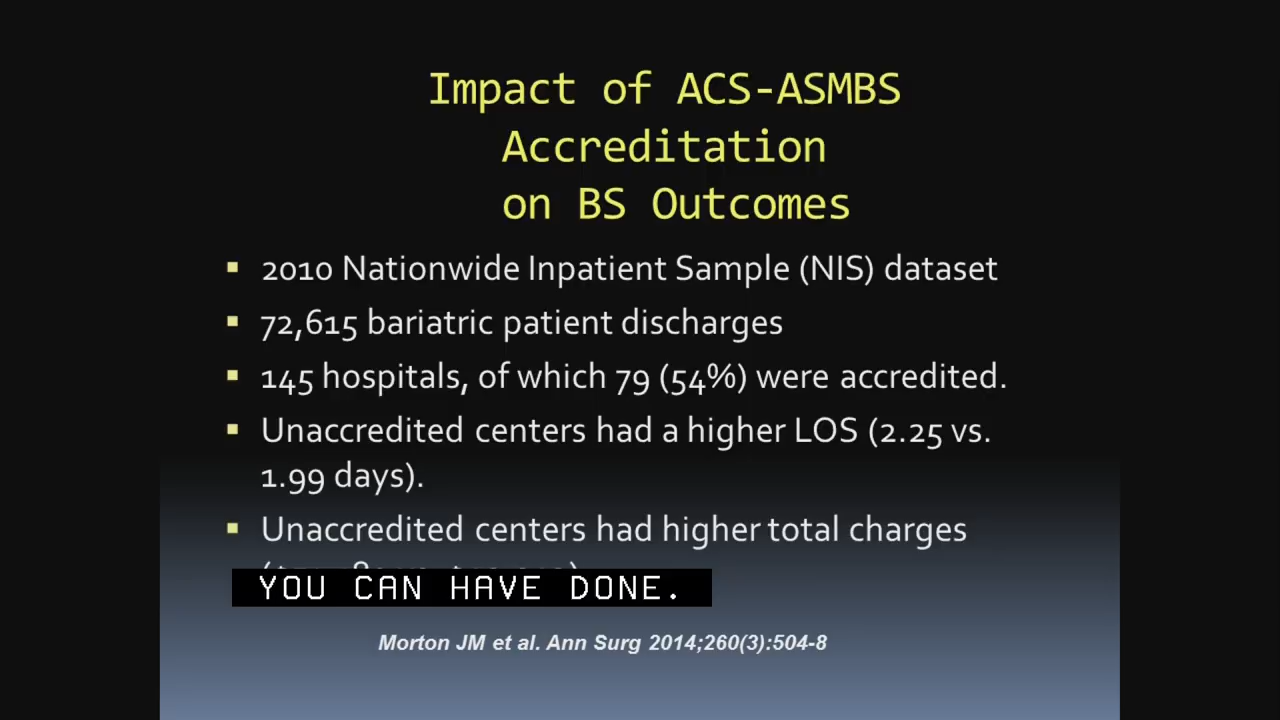 Impact of ACS-ASMBS
Accreditation
on BS Outcomes
▪ 2010 Nationwide Inpatient Sample (NIS) dataset
▪ 72,615 bariatric patient discharges
▪ 145 hospitals, of which 79 (54%) were accredited.
▪ Unaccredited centers had a higher LOS (2.25 vs.
1.99 days).
▪ Unaccredited centers had higher total charges
YOU CAN HAVE DONE.
Morton JM et al. Ann Surg 2014;260(3):504-8